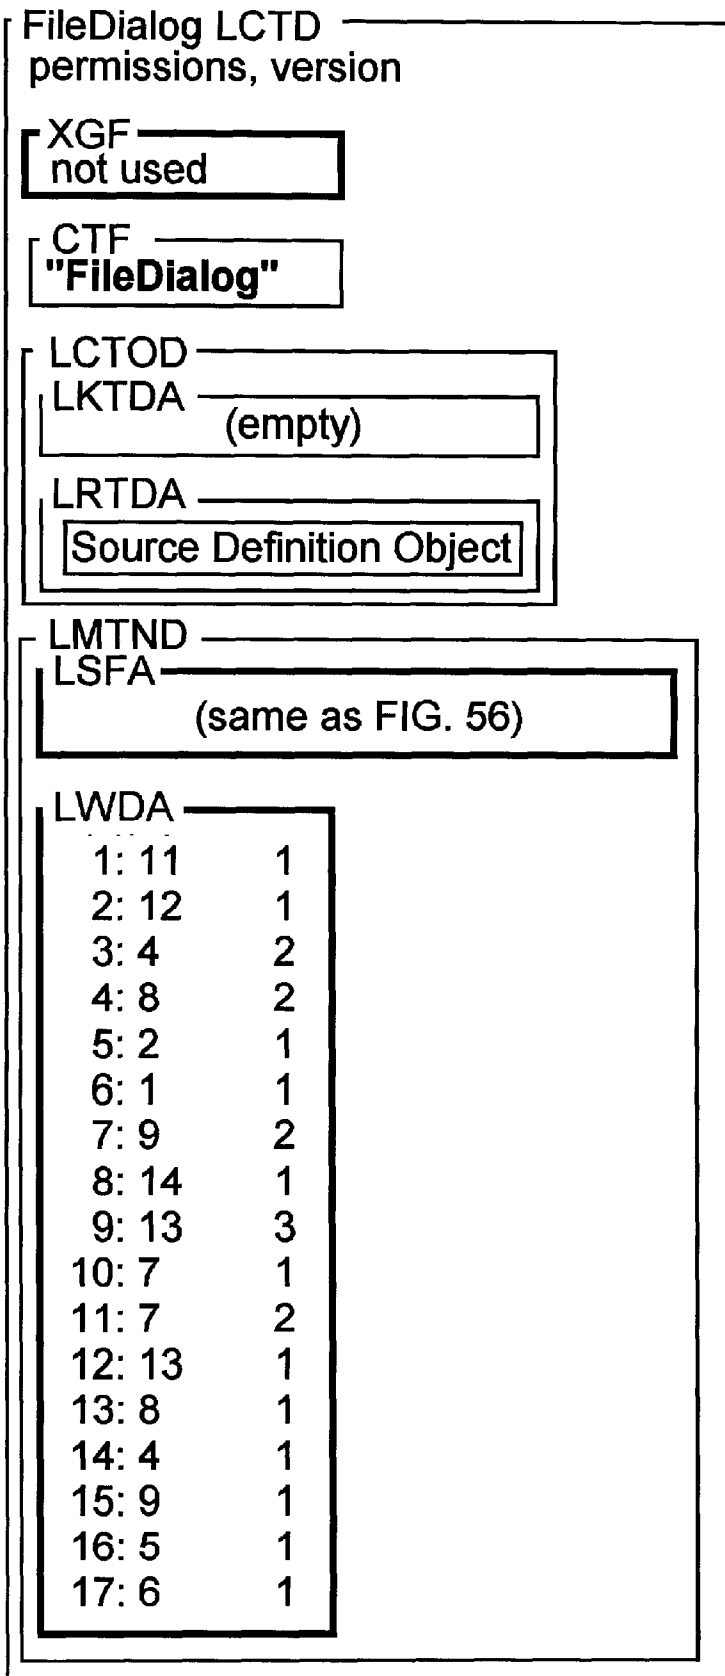 FileDialog LCTD
permissions, version
XGF
not used
CTF
"FileDialog"
LCTOD
LKTDA
(empty)
LRTDA
Source Definition Object
LMTND
LSFA
(same as FIG. 56)
LWDA
1: 11 1
2: 12 1
3: 4 2
4: 8 2
5: 2 1
6: 1 1
7: 9 2
8: 14 1
9: 13 3
10: 7 1
11: 7 2
12: 13 1
13: 8 1
14: 4 1
15: 9 1
16: 5 1
17: 6 1